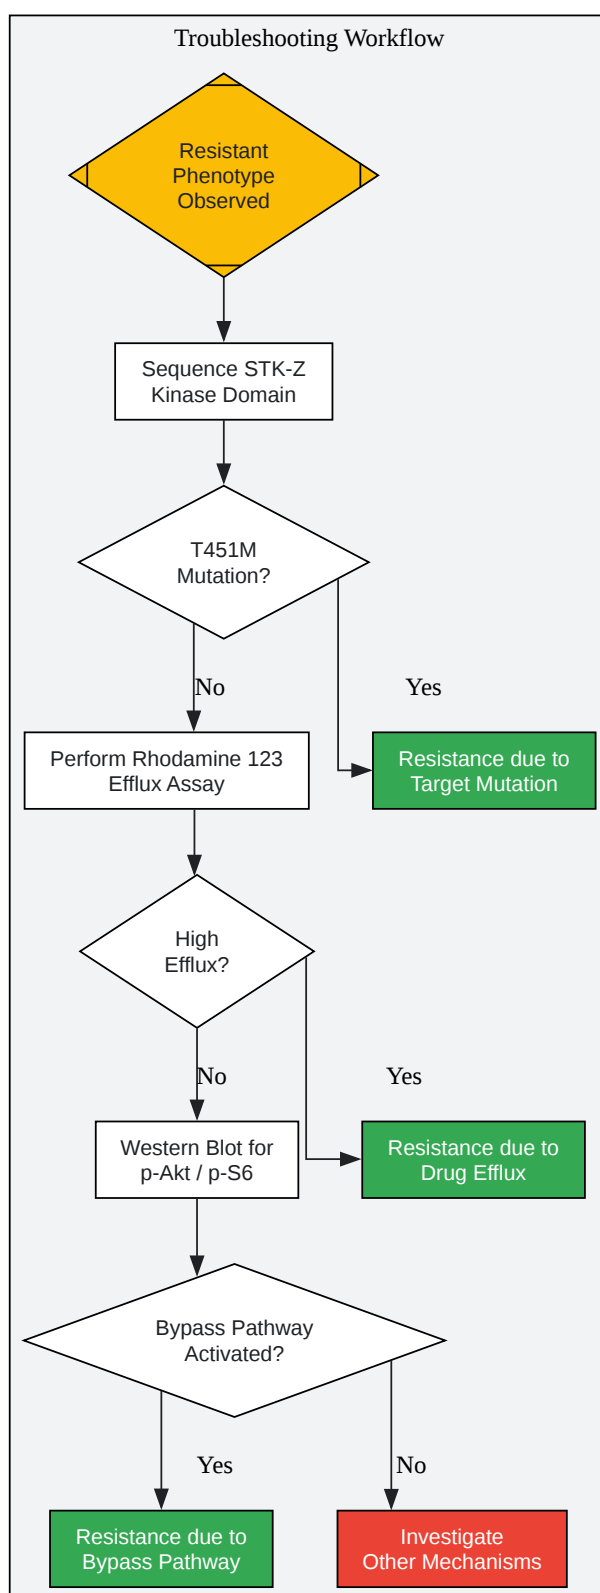 Troubleshooting Workflow
Resistant
Phenotype
Observed
Sequence STK-Z
Kinase Domain
T451M
Mutation?
No
Yes
Perform Rhodamine 123
Efflux Assay
Resistance due to
Target Mutation
High
Efflux?
No
Yes
Western Blot for
p-Akt / p-S6
Resistance due to
Drug Efflux
Bypass Pathway
Activated?
Yes
No
Resistance due to
Bypass Pathway
Investigate
Other Mechanisms